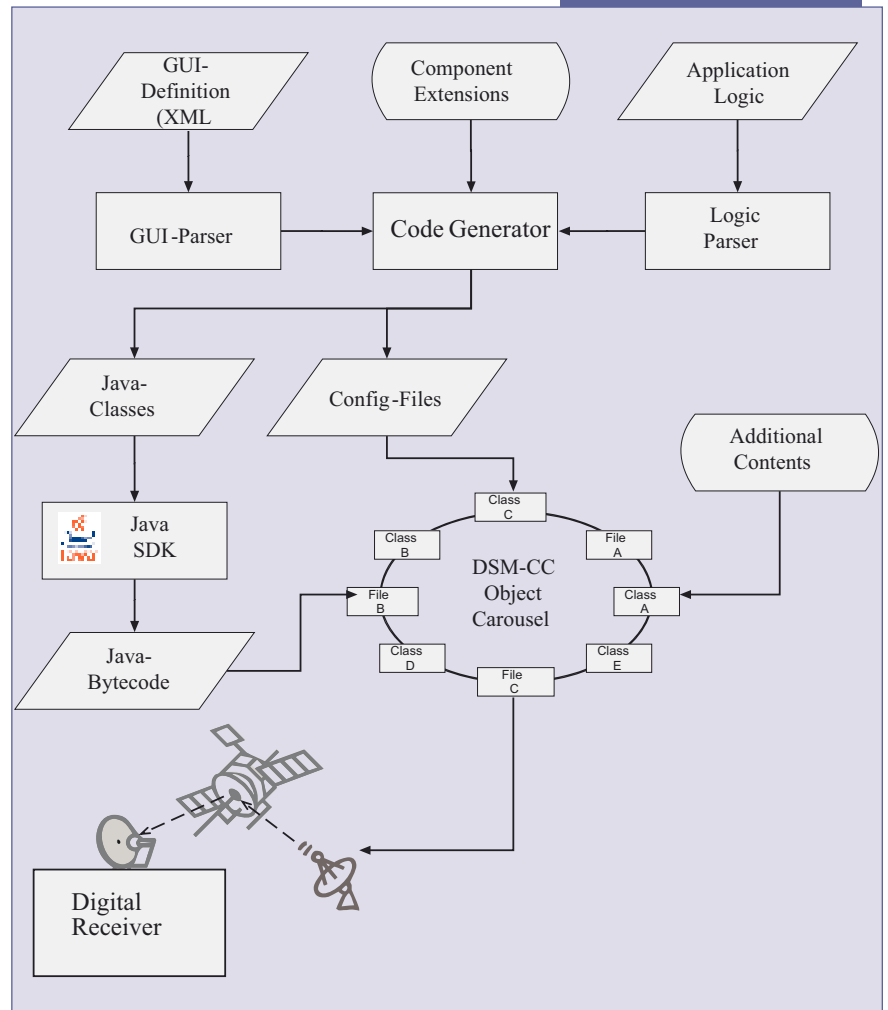 GUI-
Definition
(XML
Component
Extensions
Application
Logic
GUI-Parser
Code Generator
Logic
Parser
Java-
Classes
Config-Files
Additional
Contents
Java
SDK
Class
C
Class
B
File
A
DSM-CC
Object
Carousel
File
B
Class
A
Class
D
Class
E
File
C
Java-
Bytecode
Digital
Receiver